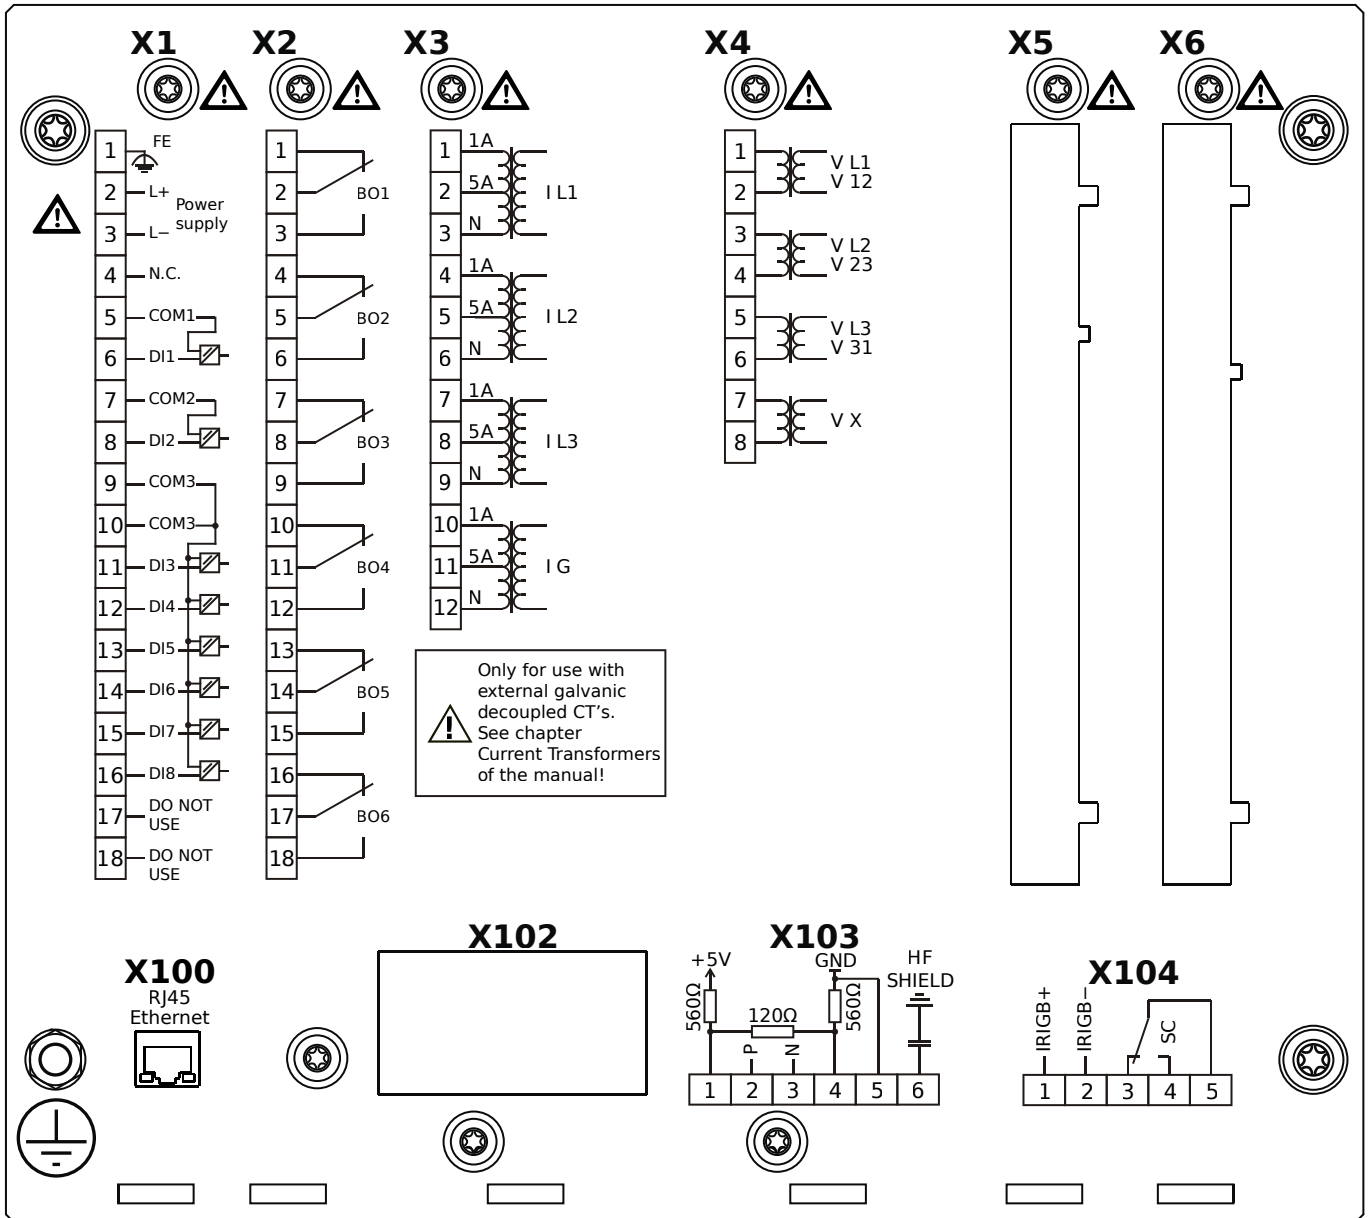 X1
X2
X3
X4
X5
X6
1
FE
2
L+
Power
supply
3
L−
4
N.C.
5
COM1
6
DI1
7
COM2
8
DI2
9
COM3
10
COM3
11
DI3
12
DI4
13
DI5
14
DI6
15
DI7
16
DI8
17
DO NOT
USE
18
DO NOT
USE
1
2
BO1
3
4
5
BO2
6
7
8
BO3
9
10
11
BO4
12
13
14
BO5
15
16
17
BO6
18
1
1A
2
5A
I L1
3
N
4
1A
5
5A
I L2
6
N
7
1A
8
5A
I L3
9
N
10
1A
11
5A
I G
12
N
Only for use with
external galvanic
decoupled CT's.
See chapter
Current Transformers
of the manual!
1
V L1
2
V 12
3
V L2
4
V 23
5
V L3
6
V 31
7
V X
8
X100
RJ45
Ethernet
X102
X103
+5V
GND
HF
SHIELD
560Ω
120Ω
560Ω
P
N
1
2
3
4
5
6
X104
IRIGB+
IRIGB−
SC
1
2
3
4
5